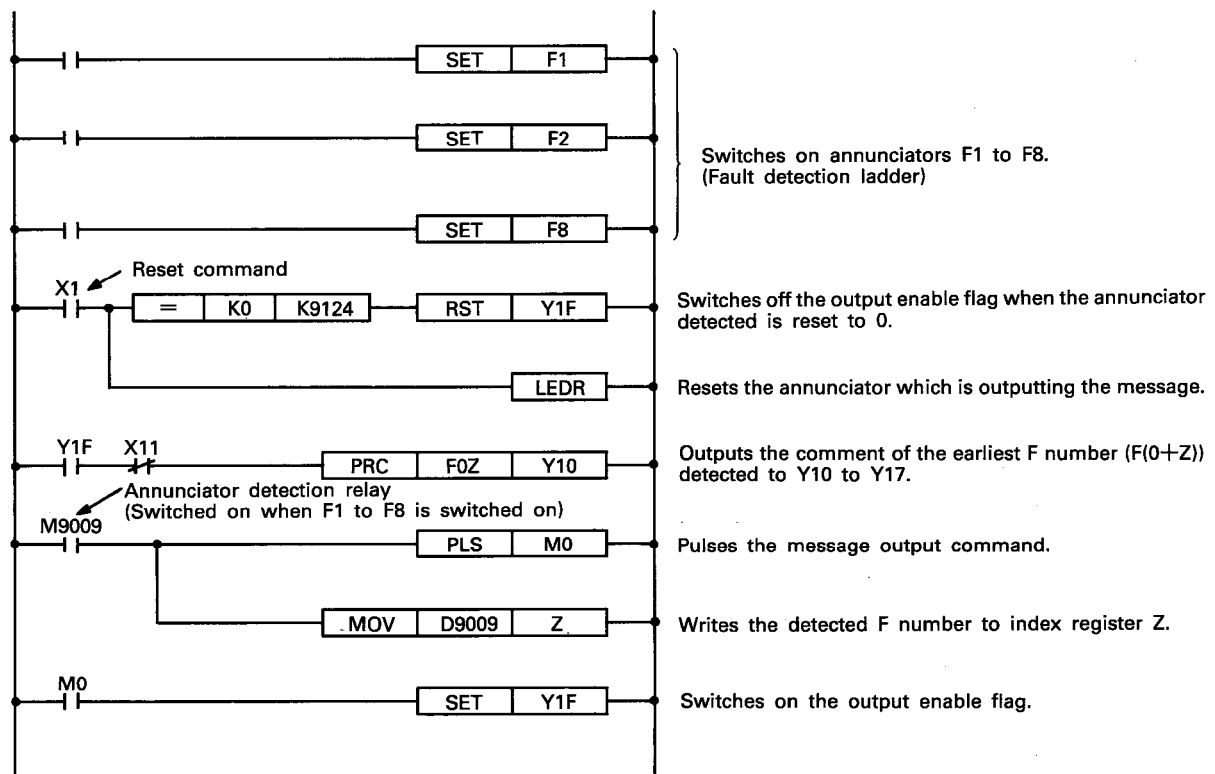 SET F1
SET F2
Switches on annunciators F1 to F8.
(Fault detection ladder)
SET F8
Reset command
X1
= K0 K9124 RST Y1F
Switches off the output enable flag when the annunciator
detected is reset to 0.
LEDR
Resets the annunciator which is outputting the message.
Y1F X11
PRC F0Z Y10
Outputs the comment of the earliest F number (F(0+Z))
detected to Y10 to Y17.
Annunciator detection relay
(Switched on when F1 to F8 is switched on)
M9009
PLS M0
Pulses the message output command.
MOV D9009 Z
Writes the detected F number to index register Z.
M0
SET Y1F
Switches on the output enable flag.